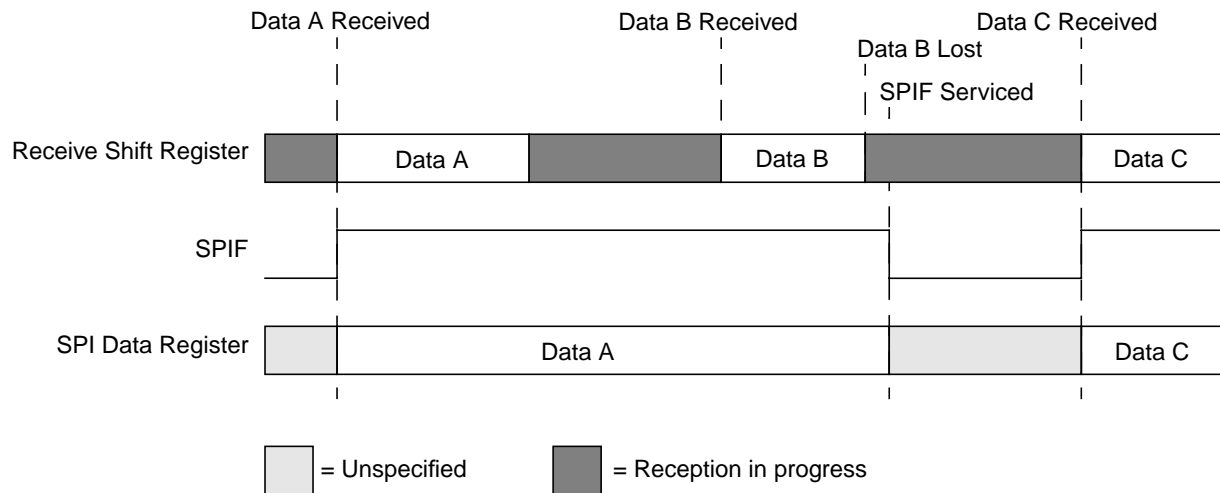 Data A Received
Data B Received
Data C Received
Data B Lost
SPIF Serviced
Receive Shift Register
Data A
Data B
Data C
SPIF
SPI Data Register
Data A
Data C
= Unspecified
= Reception in progress